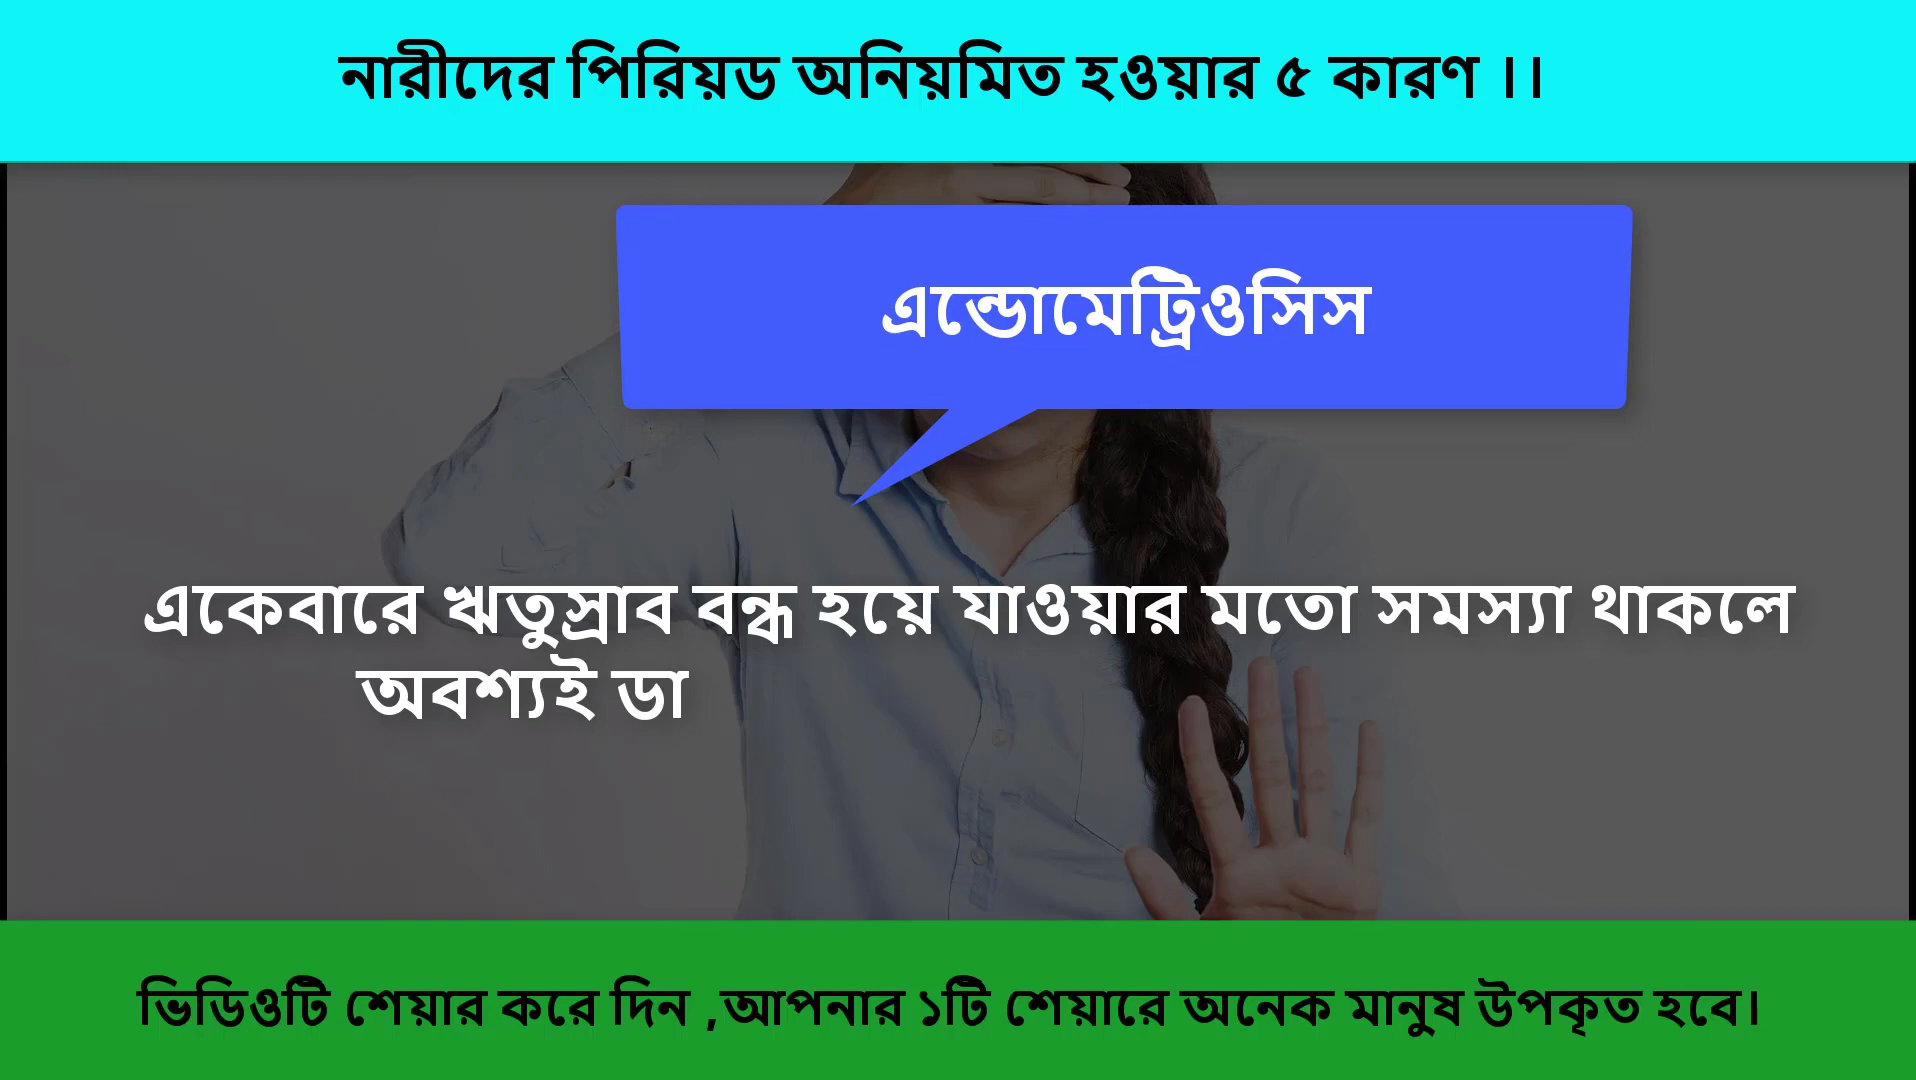 নারীদের পিরিয়ড অনিয়মিত হওয়ার ৫ কারণ ।।
এন্ডোমেট্রিওসিস
একেবারে ঋতুস্রাব বন্ধ হয়ে যাওয়ার মতো সমস্যা থাকলে
অবশ্যই ডা
ভিডিওটি শেয়ার করে দিন ,আপনার ১টি শেয়ারে অনেক মানুষ উপকৃত হবে।